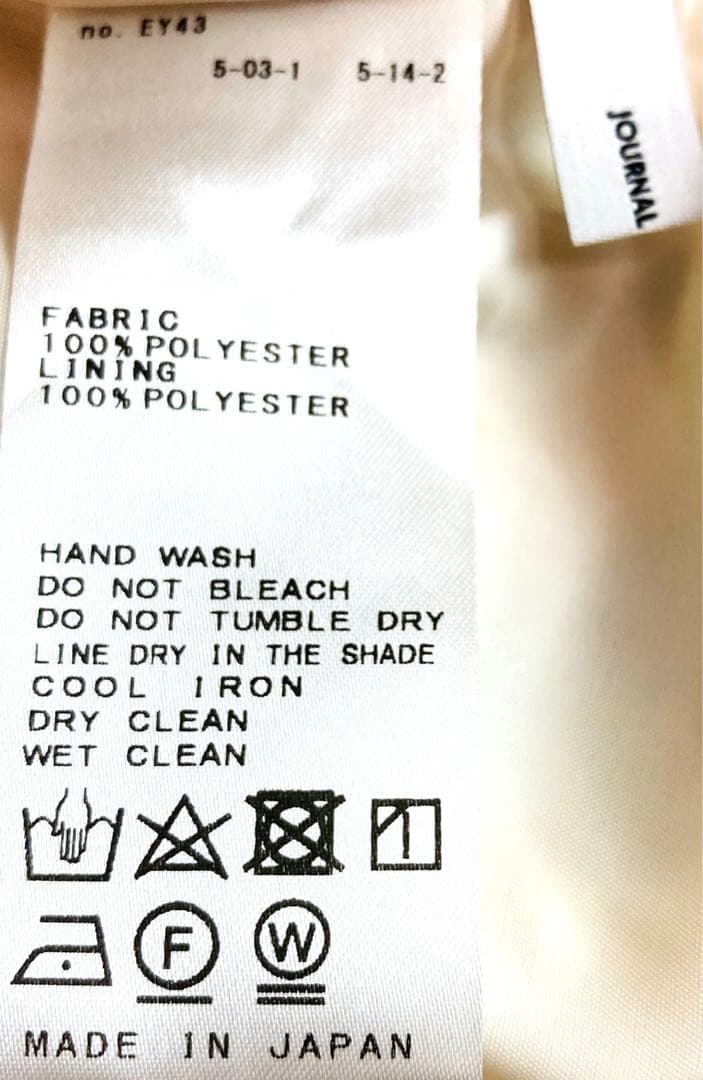 no. EY43
5-03-1 5-14-2
JOURNAL
FABRIC
100% POLYESTER
LINING
100% POLYESTER
HAND WASH
DO NOT BLEACH
DO NOT TUMBLE DRY
LINE DRY IN THE SHADE
COOL IRON
DRY CLEAN
WET CLEAN
F W
MADE IN JAPAN